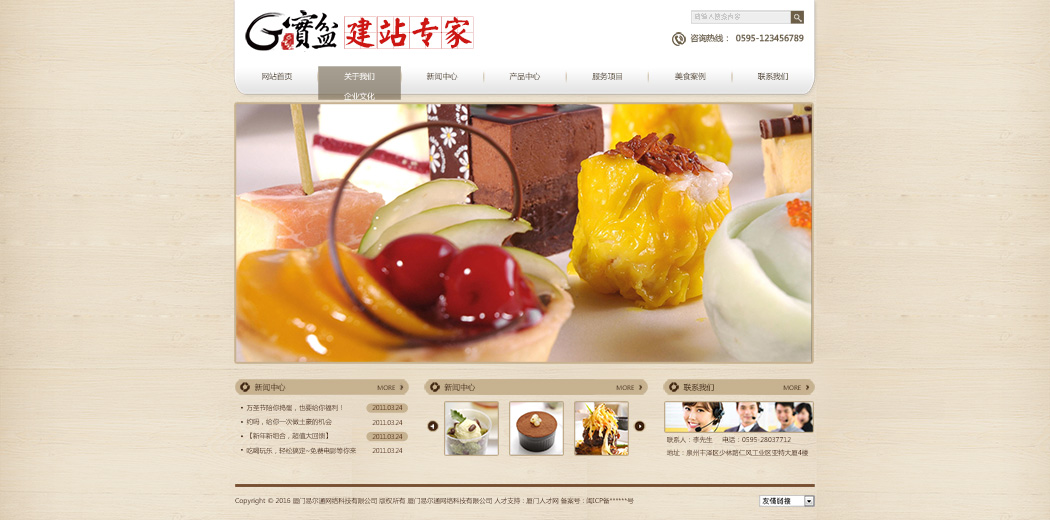 G寶盆 建站专家
请输入搜索内容
咨询热线： 0595-123456789
网站首页 关于我们 新闻中心 产品中心 服务项目 美食案例 联系我们
企业文化
新闻中心 MORE
万圣节陪你捣蛋，也要给你福利！ 2011.03.24
约吗，给你一次做土豪的机会 2011.03.24
【新年新组合，超值大回馈】 2011.03.24
吃喝玩乐，轻松搞定~免费电影等你来 2011.03.24
新闻中心 MORE
联系我们 MORE
联系人：李先生 电话：0595-28037712
地址：泉州丰泽区少林路仁风工业区亚特大厦4楼
Copyright © 2016 厦门易尔通网络科技有限公司 版权所有 厦门易尔通网络科技有限公司 人才支持：厦门人才网 备案号：闽ICP备******号
友情链接